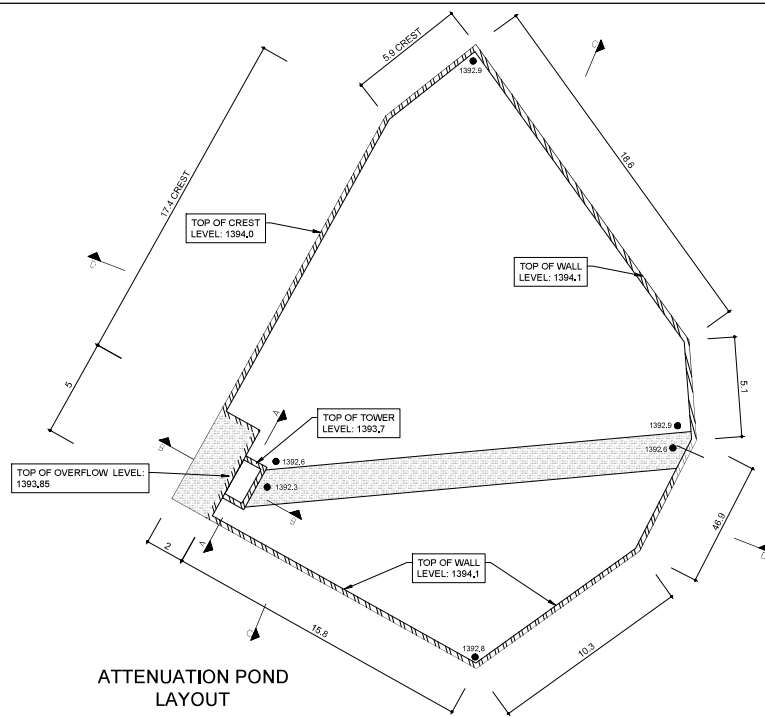 5.9 CREST
1392.9
17.4 CREST
18.6
TOP OF CREST
LEVEL: 1394.0
TOP OF WALL
LEVEL: 1394.1
5
5.1
TOP OF TOWER
LEVEL: 1393.7
A
1392.9
1392.6
1392.6
B
TOP OF OVERFLOW LEVEL:
1393.85
1392.3
B
46.9
A
2
TOP OF WALL
LEVEL: 1394.1
15.8
10.3
1392.8
ATTENUATION POND
LAYOUT